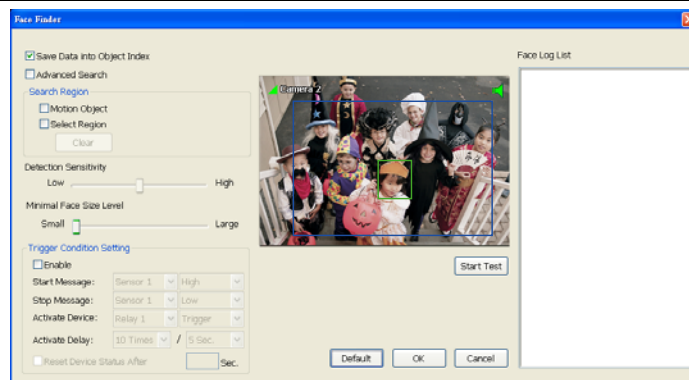 Face Finder
Save Data into Object Index
Advanced Search
Search Region
Motion Object
Select Region
Clear
Detection Sensitivity
Low High
Minimal Face Size Level
Small Large
Trigger Condition Setting
Enable
Start Message: Sensor 1 High
Stop Message: Sensor 1 Low
Activate Device: Relay 1 Trigger
Activate Delay: 10 Times / 5 Sec.
Reset Device Status After Sec.
Camera 2
Start Test
Default OK Cancel
Face Log List